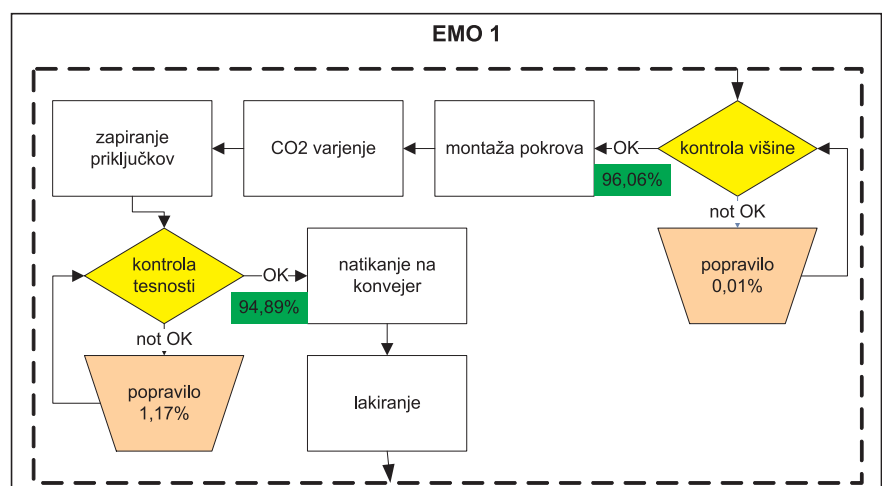 EMO 1
zapiranje
priključkov
CO2 varjenje
montaža pokrova
OK
96,06%
kontrola višine
not OK
popravilo
0,01%
kontrola
tesnosti
OK
94,89%
natikanje na
konvejer
not OK
popravilo
1,17%
lakiranje